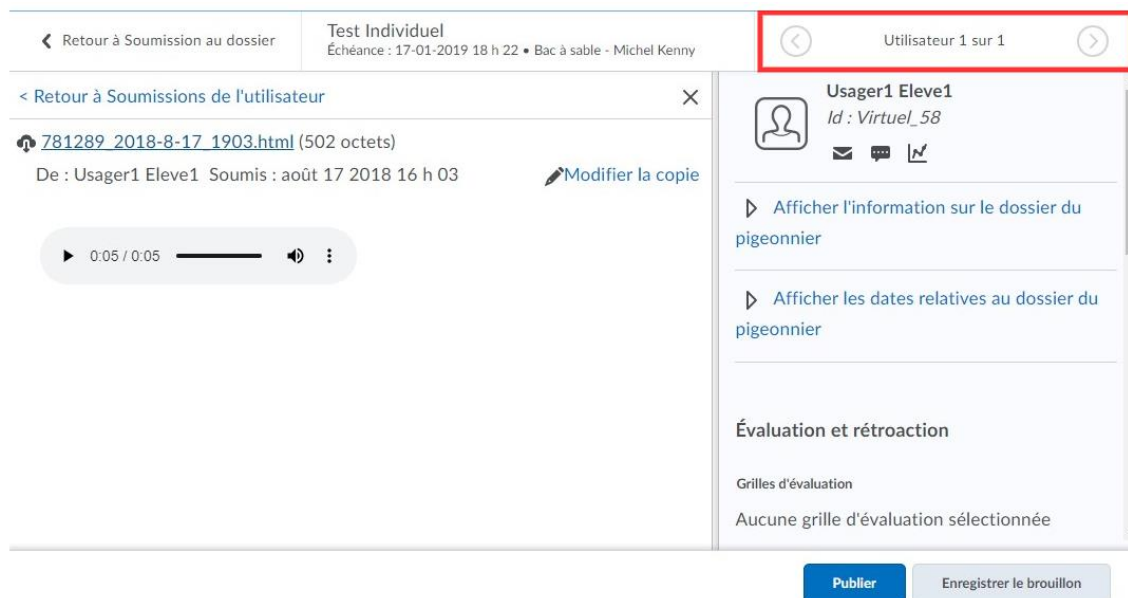 Retour à Soumission au dossier
Test Individuel
Échéance : 17-01-2019 18 h 22 • Bac à sable - Michel Kenny
Utilisateur 1 sur 1
< Retour à Soumissions de l'utilisateur
781289_2018-8-17_1903.html (502 octets)
De : Usager1 Eleve1 Soumis : août 17 2018 16 h 03
Modifier la copie
0:05 / 0:05
Usager1 Eleve1
Id : Virtuel_58
Afficher l'information sur le dossier du
pigeonnier
Afficher les dates relatives au dossier du
pigeonnier
Évaluation et rétroaction
Grilles d'évaluation
Aucune grille d'évaluation sélectionnée
Publier
Enregistrer le brouillon